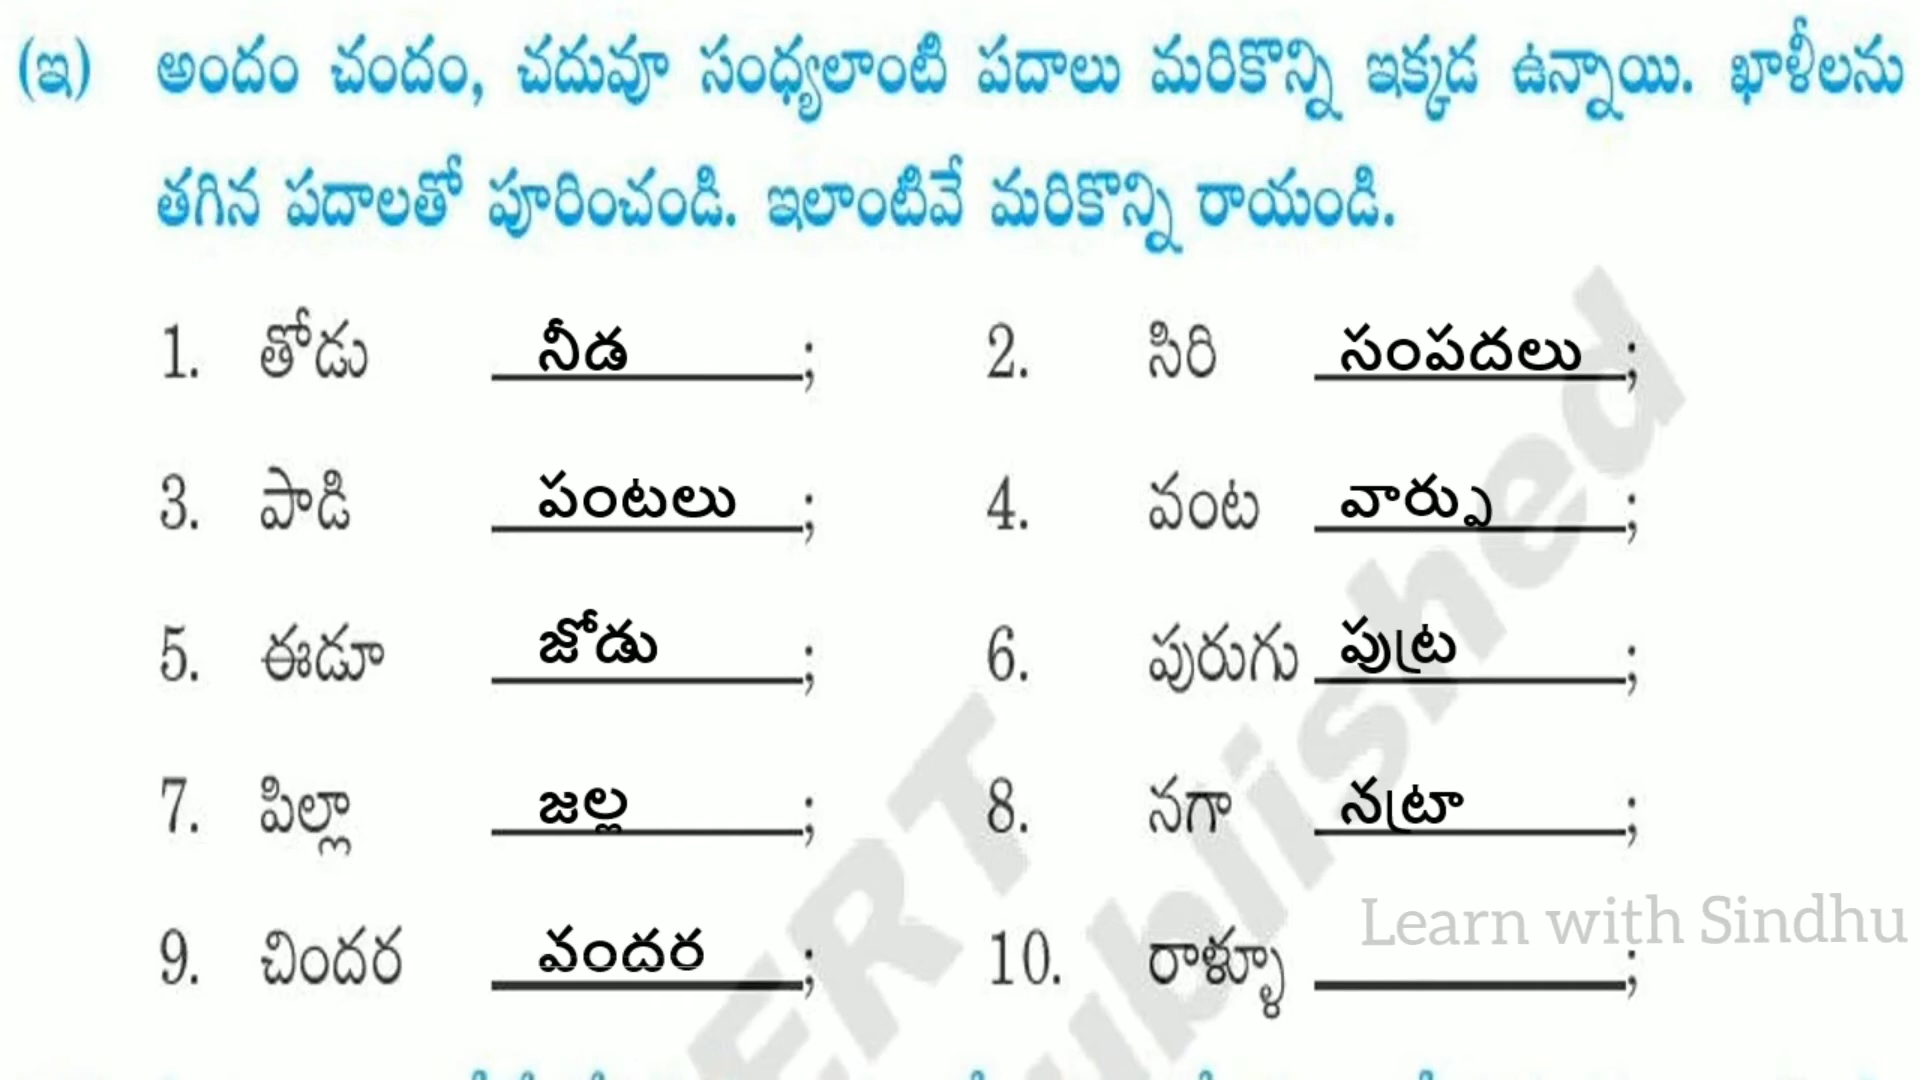 (ఇ) అందం చందం, చదువూ సంధ్యలాంటి పదాలు మరికొన్ని ఇక్కడ ఉన్నాయి. ఖాళీలను
తగిన పదాలతో పూరించండి. ఇలాంటివే మరికొన్ని రాయండి.
1. తోడు నీడ ; 2. సిరి సంపదలు ;
3. పాడి పంటలు ; 4. వంట వార్పు ;
5. ఈడూ జోడు ; 6. పురుగు పుట్ర ;
7. పిల్లా జల్ల ; 8. నగా నట్రా ;
Learn with Sindhu
9. చిందర వందర ; 10. రాళ్ళూ ;